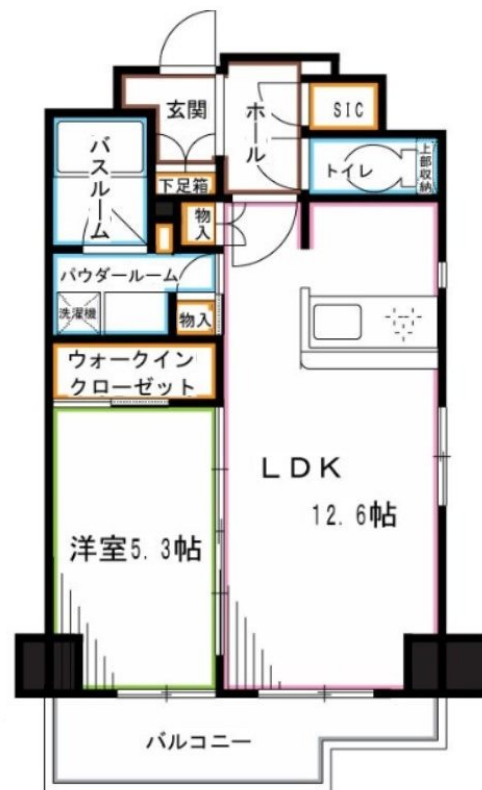 玄関
ホール
SIC
バスルーム
下足箱
トイレ
上部収納
物入
パウダールーム
洗濯機
物入
ウォークイン
クローゼット
LDK
12.6帖
洋室5.3帖
バルコニー